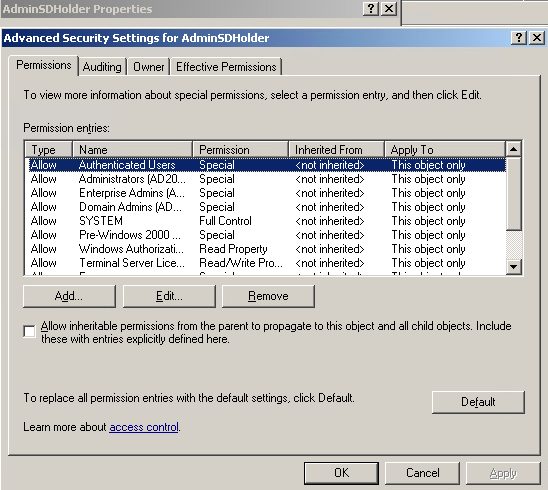 AdminSDHolder Properties
Advanced Security Settings for AdminSDHolder
Permissions Auditing Owner Effective Permissions
To view more information about special permissions, select a permission entry, and then click Edit.
Permission entries:
Type Name Permission Inherited From Apply To
Allow Authenticated Users Special <not inherited> This object only
Allow Administrators (AD20... Special <not inherited> This object only
Allow Enterprise Admins (A... Special <not inherited> This object only
Allow Domain Admins (AD... Special <not inherited> This object only
Allow SYSTEM Full Control <not inherited> This object only
Allow Pre-Windows 2000 ... Special <not inherited> This object only
Allow Windows Authorizati... Read Property <not inherited> This object only
Allow Terminal Server Lice... Read/Write Pro... <not inherited> This object only
Add... Edit... Remove
Allow inheritable permissions from the parent to propagate to this object and all child objects. Include
these with entries explicitly defined here.
To replace all permission entries with the default settings, click Default.
Default
Learn more about access control.
OK Cancel Apply